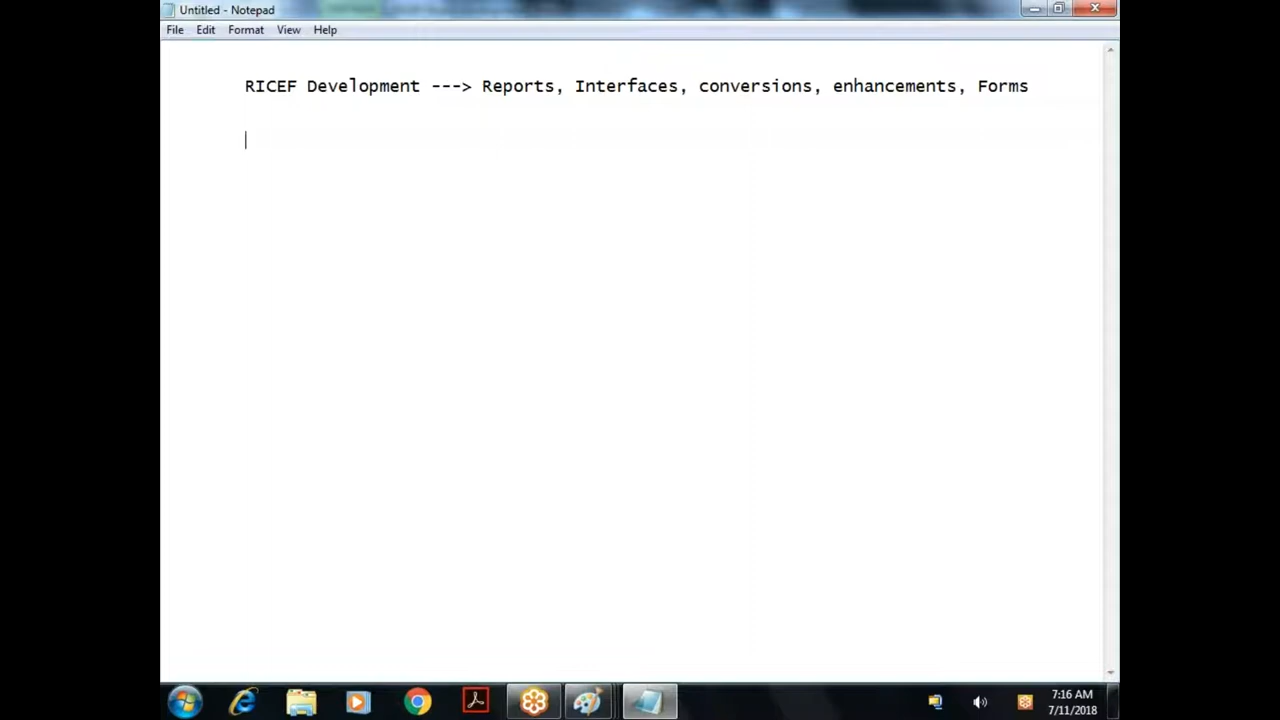 Untitled - Notepad
File Edit Format View Help
RICEF Development ---> Reports, Interfaces, conversions, enhancements, Forms
7:16 AM
7/11/2018